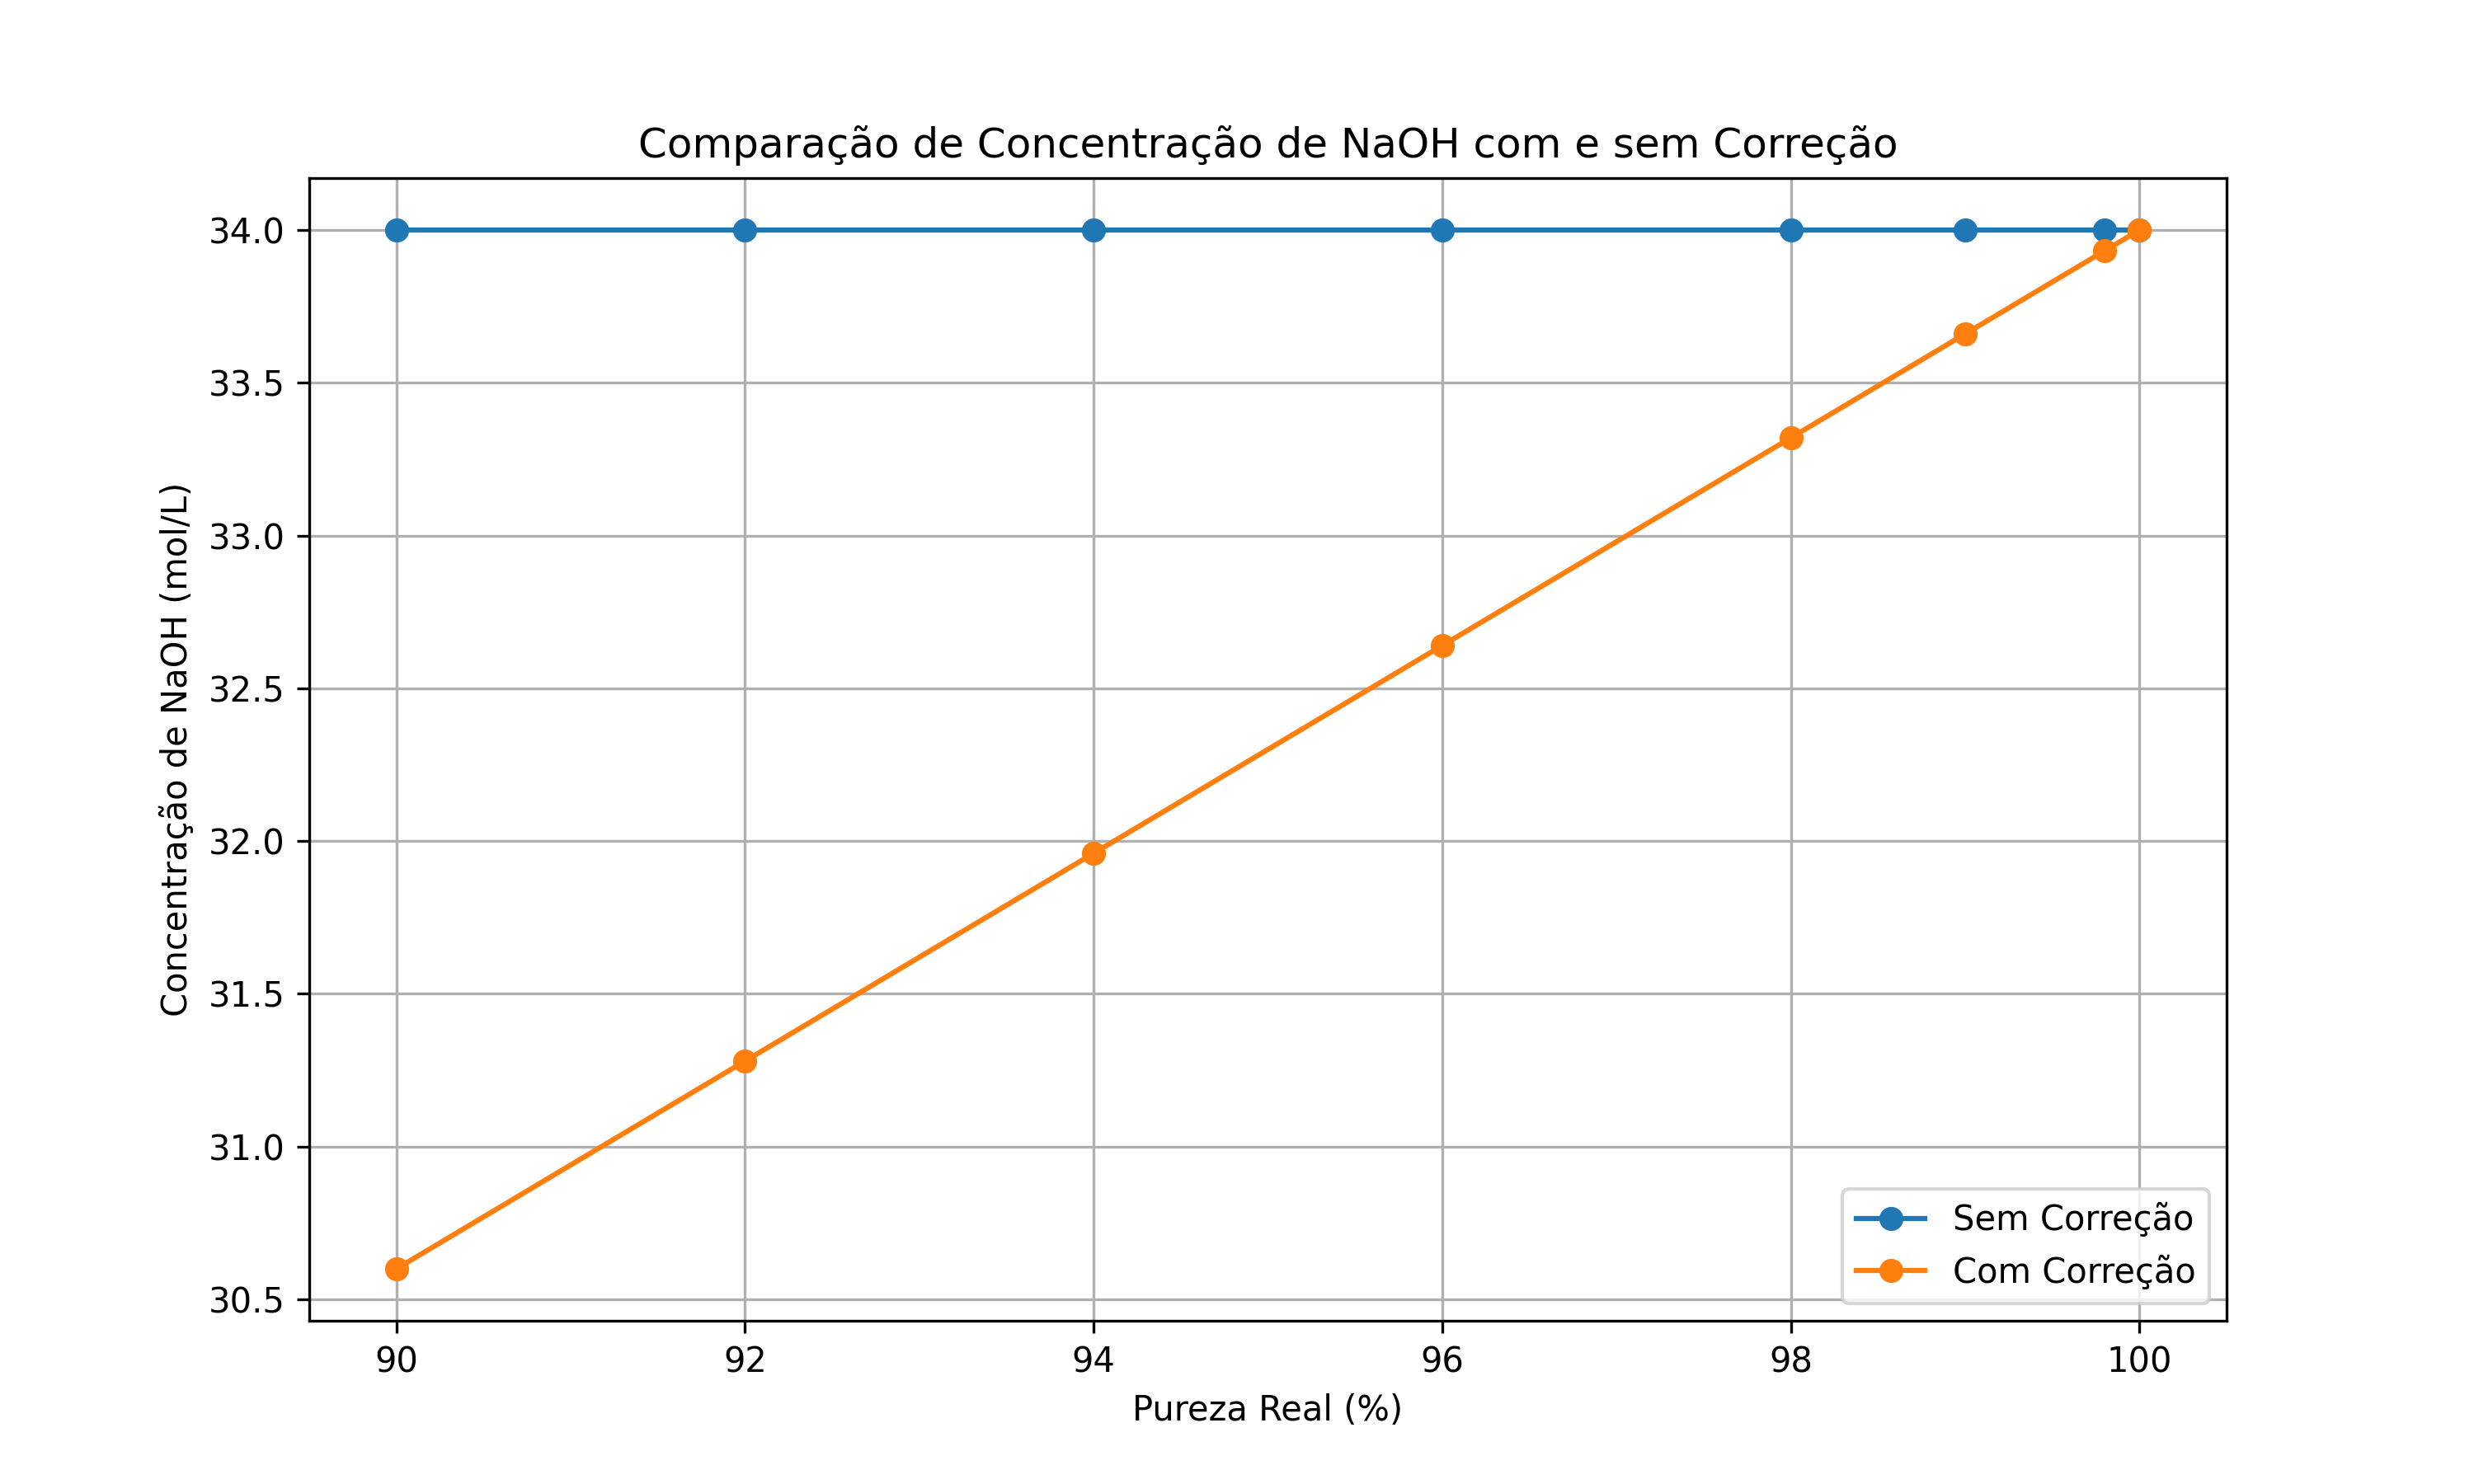 Comparação de Concentração de NaOH com e sem Correção
Concentração de NaOH (mol/L)
34.0
33.5
33.0
32.5
32.0
31.5
31.0
30.5
Sem Correção
Com Correção
90 92 94 96 98 100
Pureza Real (%)